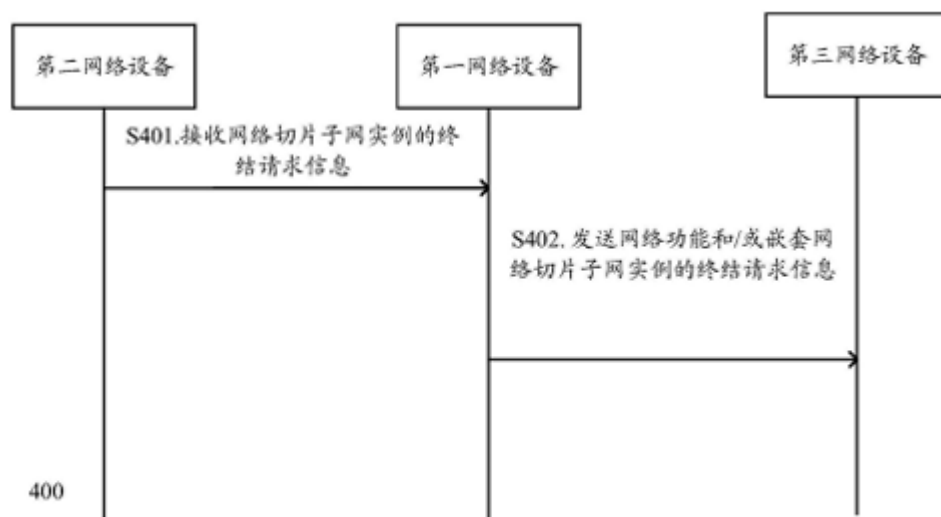 第二网络设备
第一网络设备
第三网络设备
S401.接收网络切片子网实例的终
结请求信息
S402.发送网络功能和/或嵌套网
络切片子网实例的终结请求信息
400